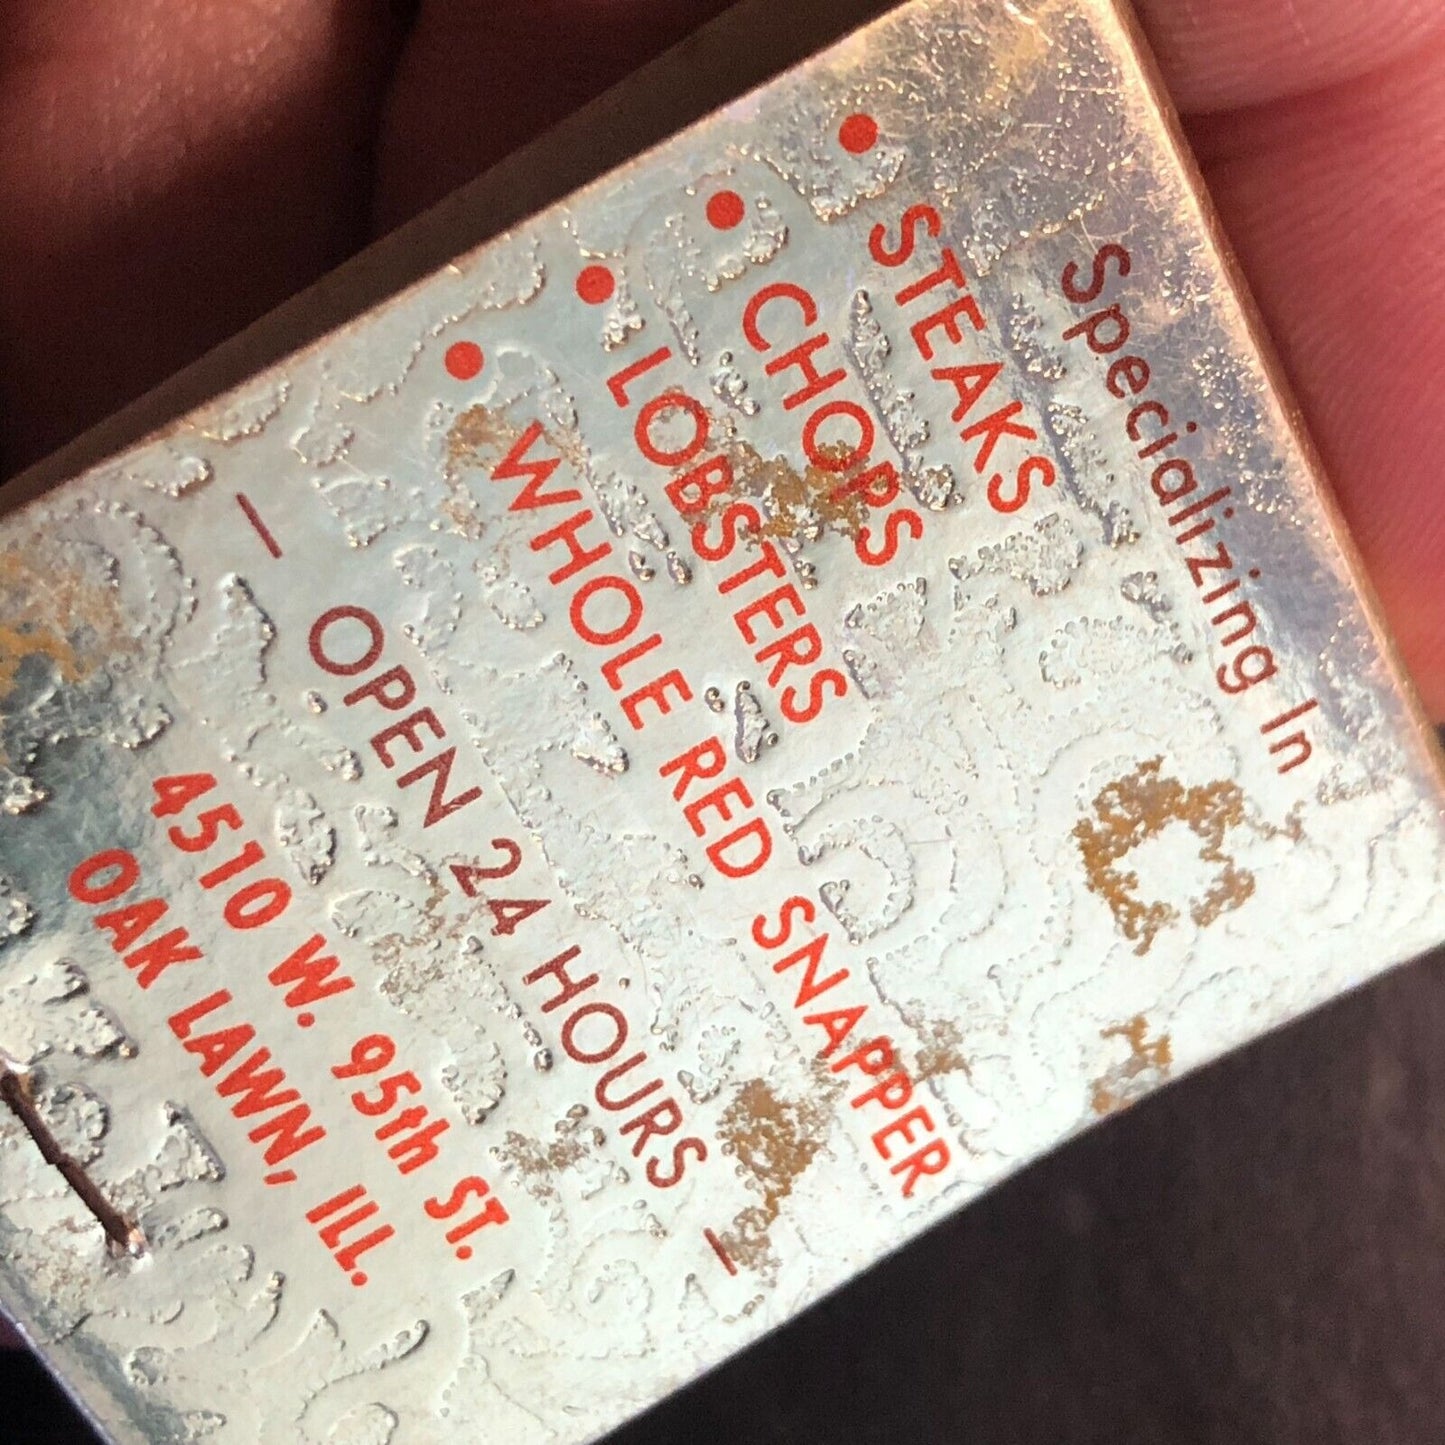 Specializing In
• STEAKS
• CHOPS
• LOBSTERS
• WHOLE RED SNAPPER
— OPEN 24 HOURS —
4510 W. 95th ST.
OAK LAWN, ILL.